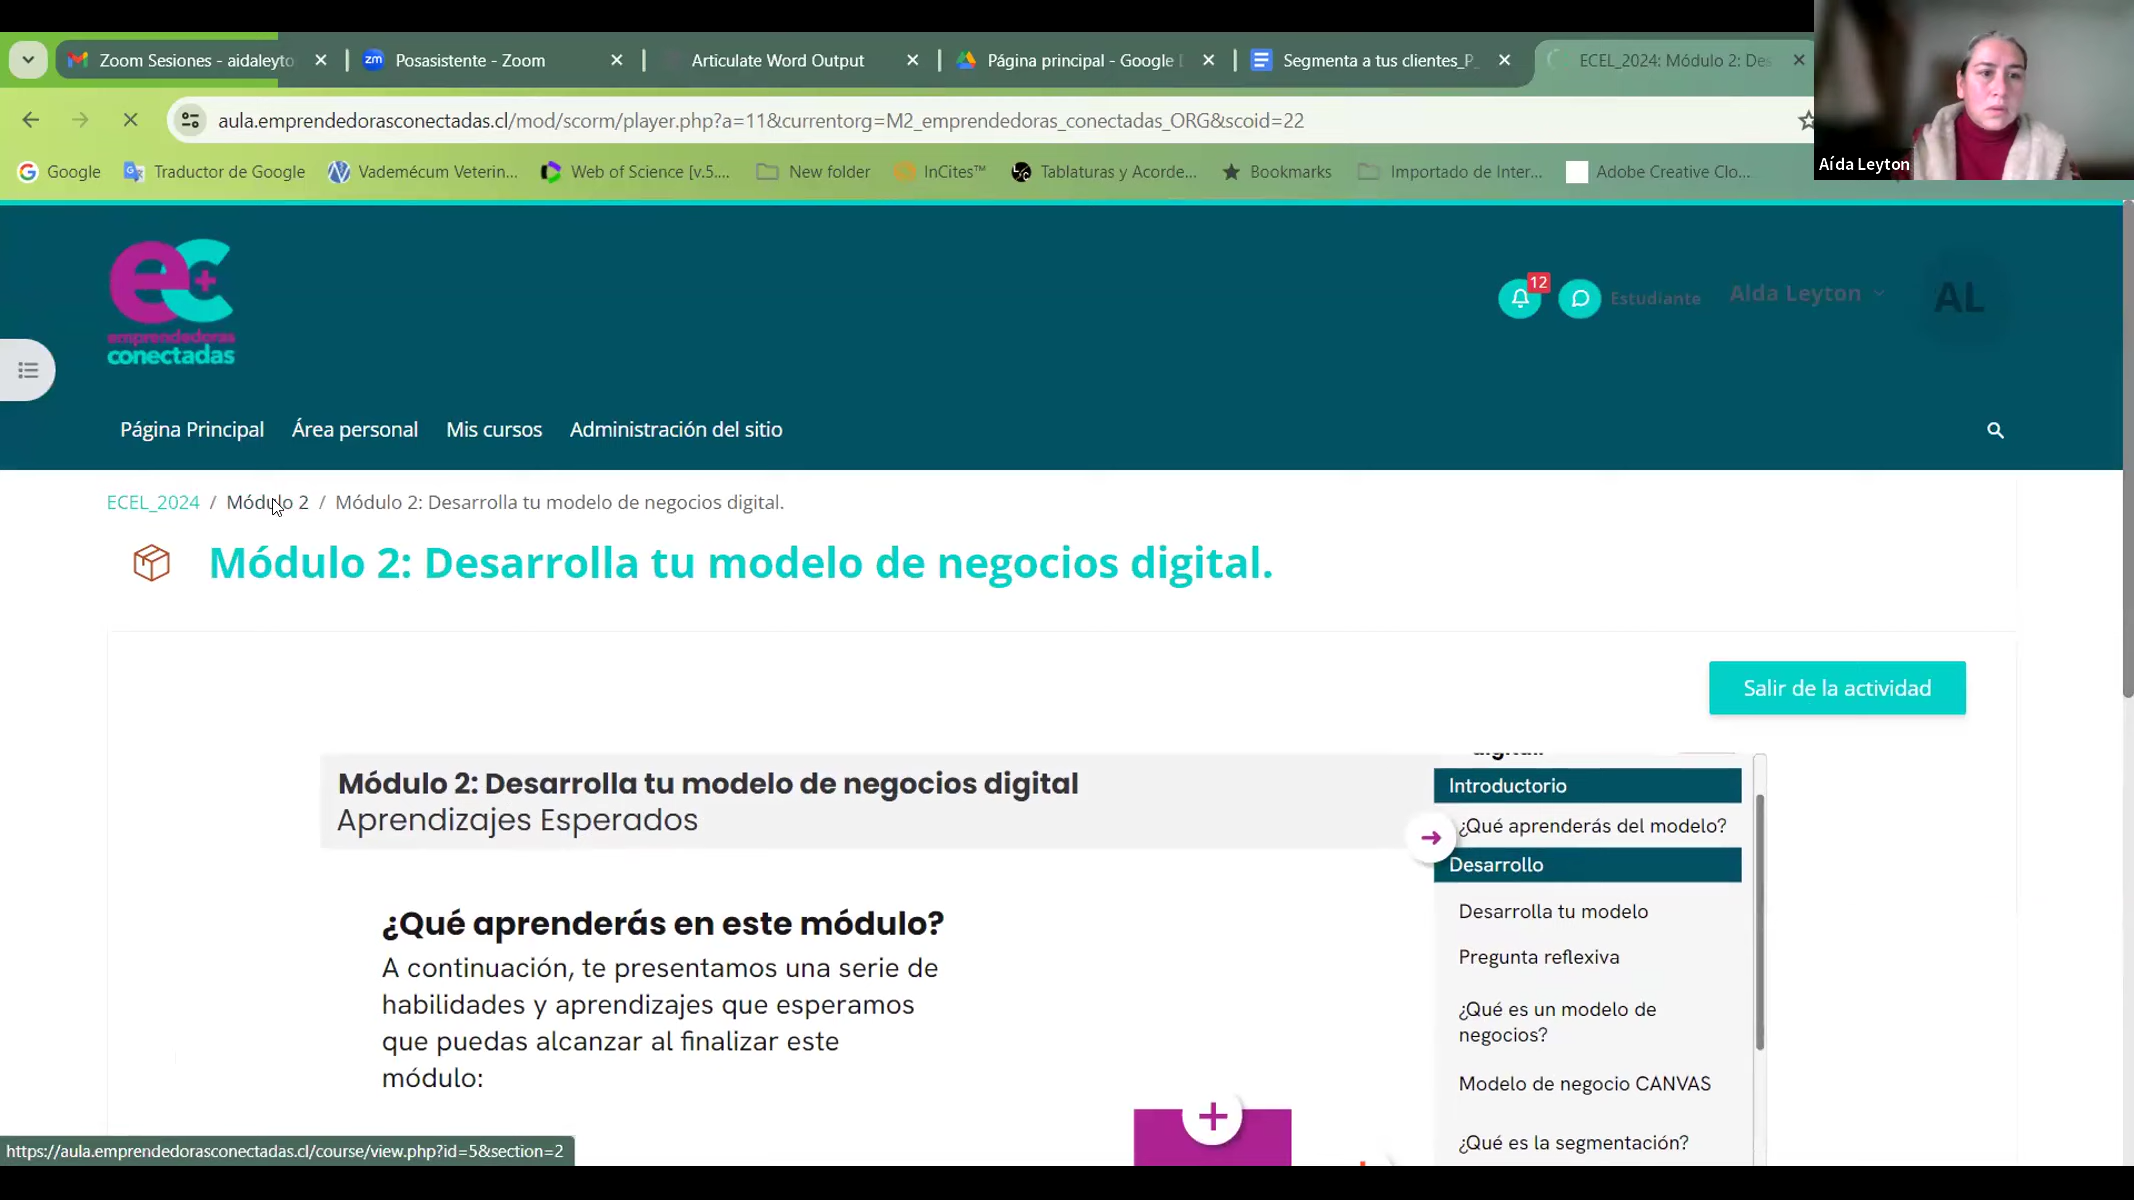 Zoom Sesiones - aidaleyto
Posasistente - Zoom
Articulate Word Output
Página principal - Google
Segmenta a tus clientes_P
ECEL_2024: Módulo 2: Des
aula.emprendedorasconectadas.cl/mod/scorm/player.php?a=11&currentorg=M2_emprendedoras_conectadas_ORG&scoid=22
Google
Traductor de Google
Vademécum Veterin...
Web of Science [v.5....
New folder
InCites™
Tablaturas y Acorde...
Bookmarks
Importado de Inter...
Adobe Creative Clo...
Aída Leyton
ec+
emprendedoras
conectadas
12
Estudiante
Alda Leyton
AL
Página Principal
Área personal
Mis cursos
Administración del sitio
ECEL_2024 / Módulo 2 / Módulo 2: Desarrolla tu modelo de negocios digital.
Módulo 2: Desarrolla tu modelo de negocios digital.
Salir de la actividad
Módulo 2: Desarrolla tu modelo de negocios digital
Aprendizajes Esperados
¿Qué aprenderás en este módulo?
A continuación, te presentamos una serie de
habilidades y aprendizajes que esperamos
que puedas alcanzar al finalizar este
módulo:
Introductorio
¿Qué aprenderás del modelo?
Desarrollo
Desarrolla tu modelo
Pregunta reflexiva
¿Qué es un modelo de
negocios?
Modelo de negocio CANVAS
¿Qué es la segmentación?
https://aula.emprendedorasconectadas.cl/course/view.php?id=5&section=2